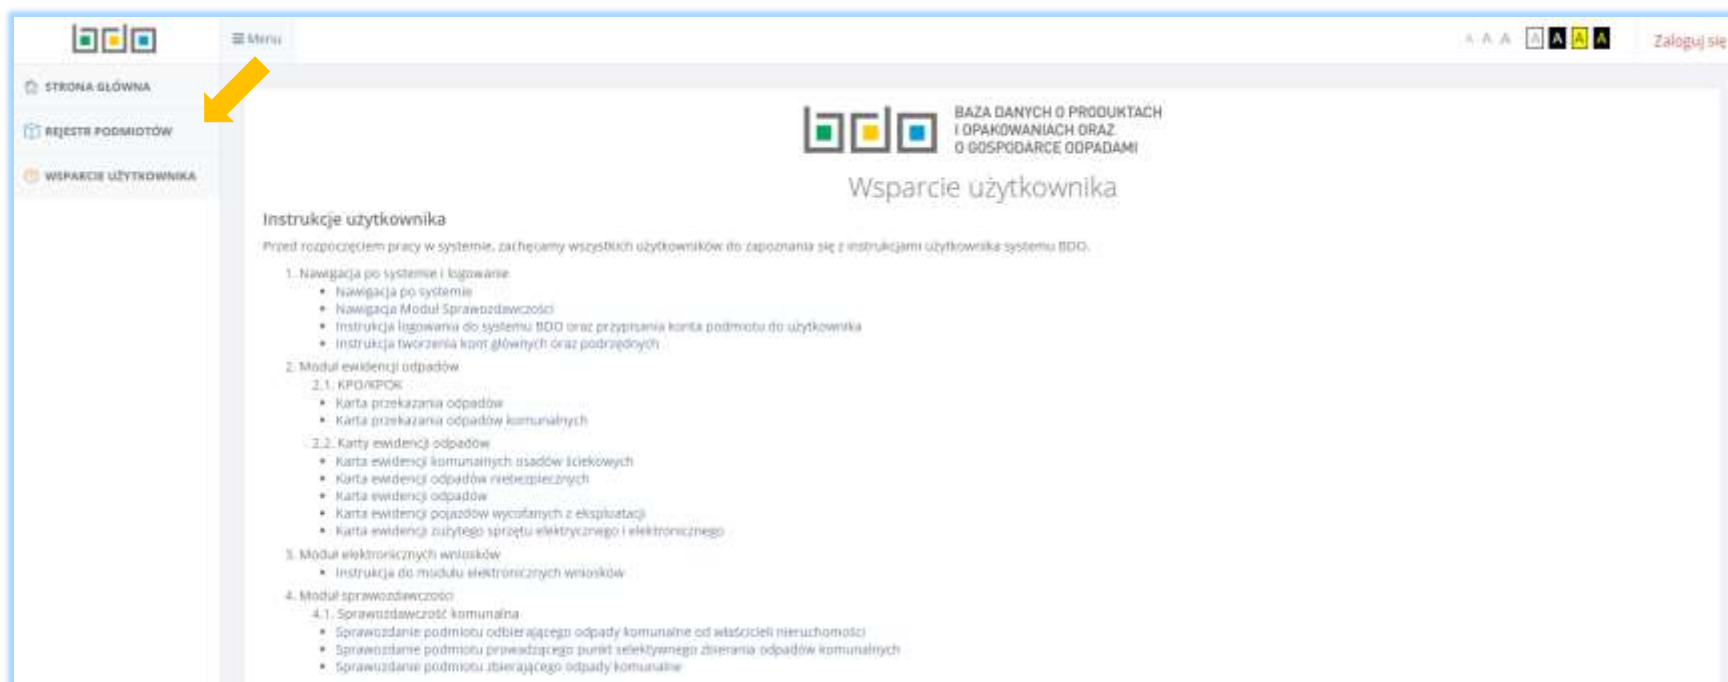 bdo
Menu
A A A A A A A
Zaloguj się
STRONA GŁÓWNA
REJESTR PODMIOTÓW
WSPARCIE UŻYTKOWNIKA
bdo
BAZA DANYCH O PRODUKTACH
I OPAKOWANIACH ORAZ
O GOSPODARCE ODPADAMI
Wsparcie użytkownika
Instrukcje użytkownika
Przed rozpoczęciem pracy w systemie, zachęcamy wszystkich użytkowników do zapoznania się z instrukcjami użytkownika systemu BDO.
1. Nawigacja po systemie i logowanie
• Nawigacja po systemie
• Nawigacja Moduł Sprawozdawczości
• Instrukcja logowania do systemu BDO oraz przypisania konta podmiotu do użytkownika
• Instrukcja tworzenia kont głównych oraz podrzędnych
2. Moduł ewidencji odpadów
2.1. KPO/KPOK
• Karta przekazania odpadów
• Karta przekazania odpadów komunalnych
2.2. Karty ewidencji odpadów
• Karta ewidencji komunalnych osadów ściekowych
• Karta ewidencji odpadów niebezpiecznych
• Karta ewidencji odpadów
• Karta ewidencji pojazdów wycofanych z eksploatacji
• Karta ewidencji zużytego sprzętu elektrycznego i elektronicznego
3. Moduł elektronicznych wniosków
• Instrukcja do modułu elektronicznych wniosków
4. Moduł sprawozdawczości
4.1. Sprawozdawczość komunalna
• Sprawozdanie podmiotu odbierającego odpady komunalne od właścicieli nieruchomości
• Sprawozdanie podmiotu prowadzącego punkt selektywnego zbierania odpadów komunalnych
• Sprawozdanie podmiotu zbierającego odpady komunalne